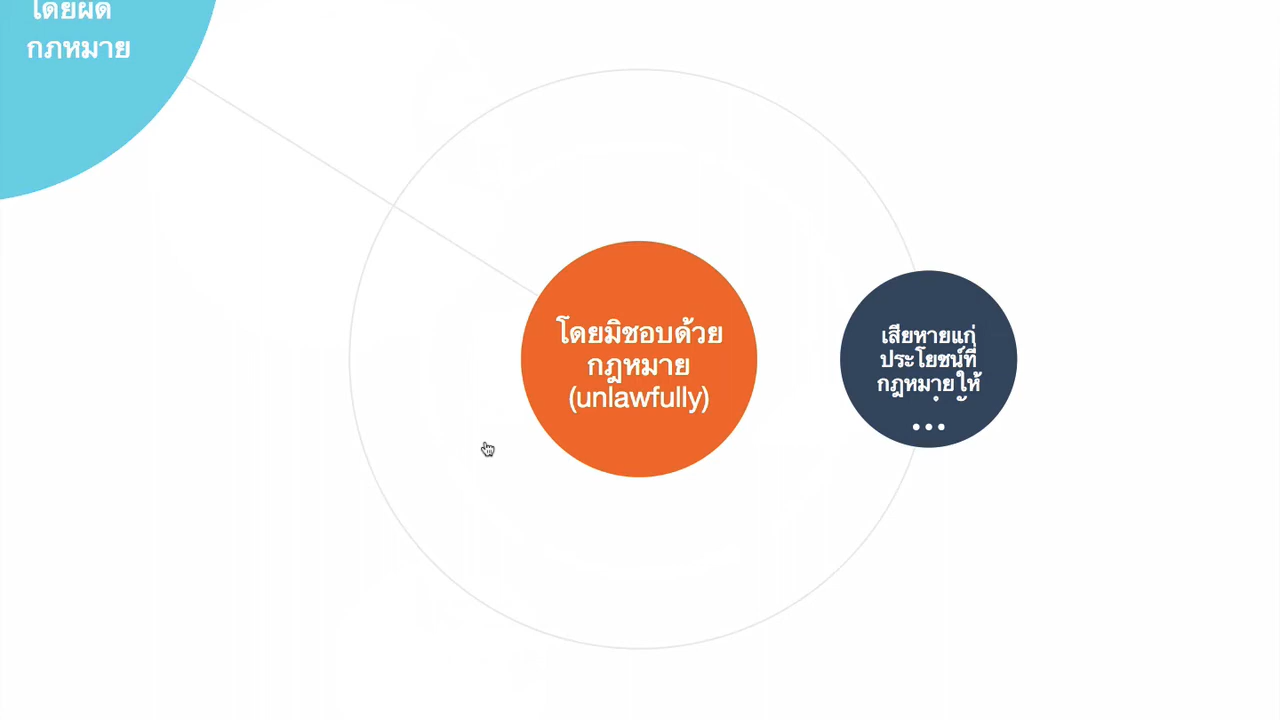 โดยผิด
กภหมาย
โดยมิชอบด้วย
กฎหมาย
(unlawfully)
เสียหายแก่
ประโยชน์ที่
กฎหมายให้
...